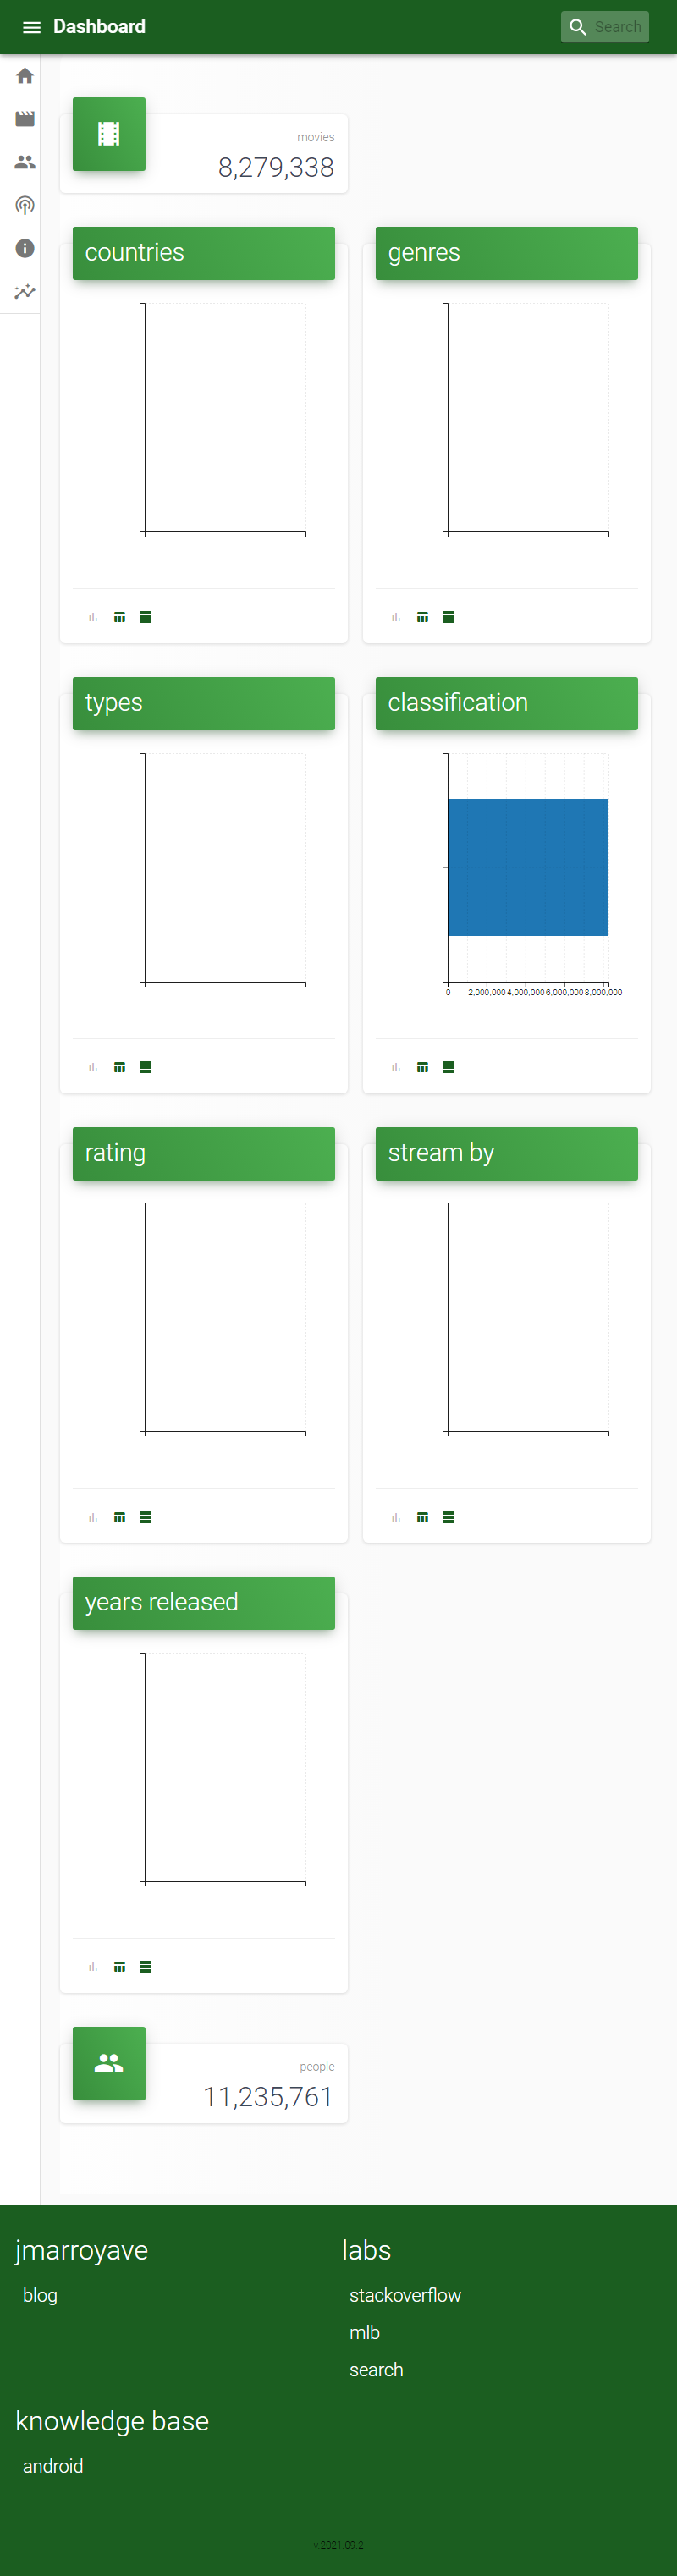 Dashboard
Search
movies
8,279,338
countries
genres
types
classification
0 2,000,000 4,000,000 6,000,000 8,000,000
rating
stream by
years released
people
11,235,761
jmarroyave
blog
labs
stackoverflow
mlb
search
knowledge base
android
v.2021.09.2